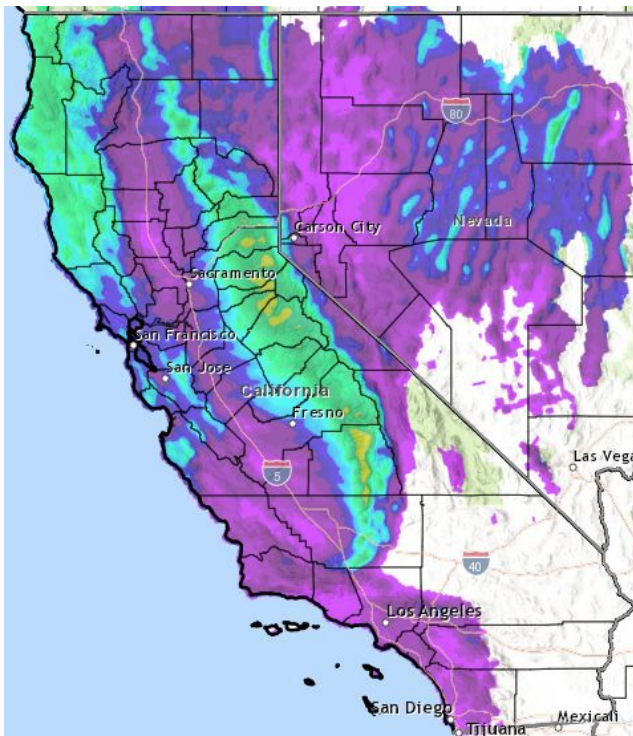 80
Nevada
Carson City
Sacramento
San Francisco
San Jose
California
Fresno
Las Vega
5
40
Los Angeles
San Diego
Mexicali
Tijuana